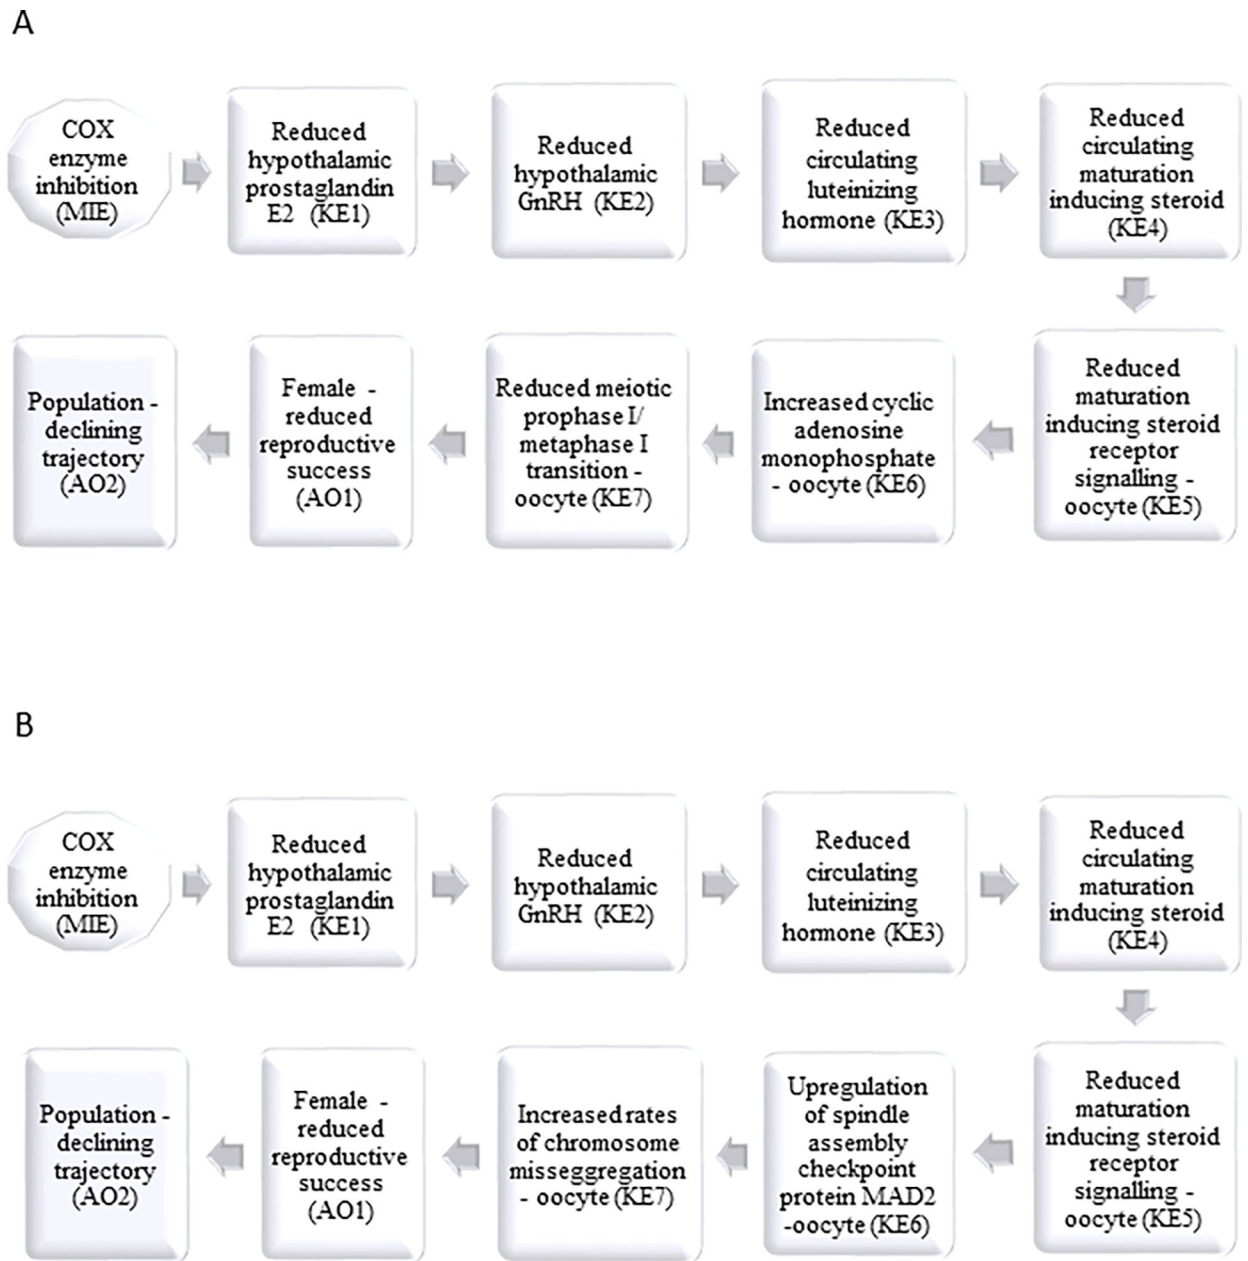 A
COX
enzyme
inhibition
(MIE)
Reduced
hypothalamic
prostaglandin
E2 (KE1)
Reduced
hypothalamic
GnRH (KE2)
Reduced
circulating
luteinizing
hormone (KE3)
Reduced
circulating
maturation
inducing steroid
(KE4)
Reduced
maturation
inducing steroid
receptor
signalling -
oocyte (KE5)
Increased cyclic
adenosine
monophosphate
- oocyte (KE6)
Reduced meiotic
prophase I/
metaphase I
transition -
oocyte (KE7)
Female -
reduced
reproductive
success
(AO1)
Population -
declining
trajectory
(AO2)
B
COX
enzyme
inhibition
(MIE)
Reduced
hypothalamic
prostaglandin
E2 (KE1)
Reduced
hypothalamic
GnRH (KE2)
Reduced
circulating
luteinizing
hormone (KE3)
Reduced
circulating
maturation
inducing steroid
(KE4)
Reduced
maturation
inducing steroid
receptor
signalling -
oocyte (KE5)
Upregulation
of spindle
assembly
checkpoint
protein MAD2
-oocyte (KE6)
Increased rates
of chromosome
misseggregation
- oocyte (KE7)
Female -
reduced
reproductive
success
(AO1)
Population -
declining
trajectory
(AO2)